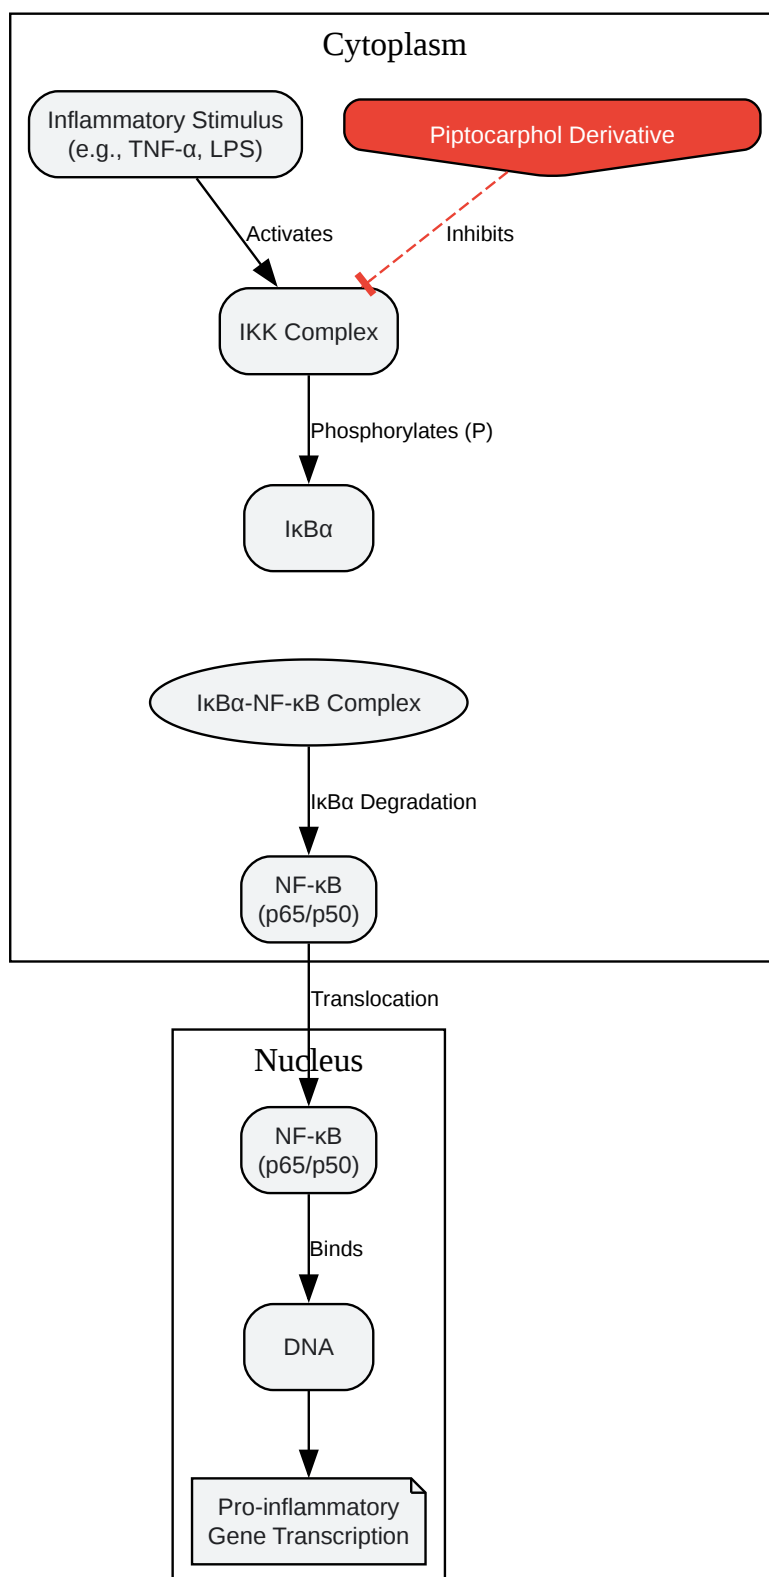 Cytoplasm
Inflammatory Stimulus
(e.g., TNF-α, LPS)
Piptocarphol Derivative
Activates
Inhibits
IKK Complex
Phosphorylates (P)
IκBα
IκBα-NF-κB Complex
IκBα Degradation
NF-κB
(p65/p50)
Translocation
Nucleus
NF-κB
(p65/p50)
Binds
DNA
Pro-inflammatory
Gene Transcription